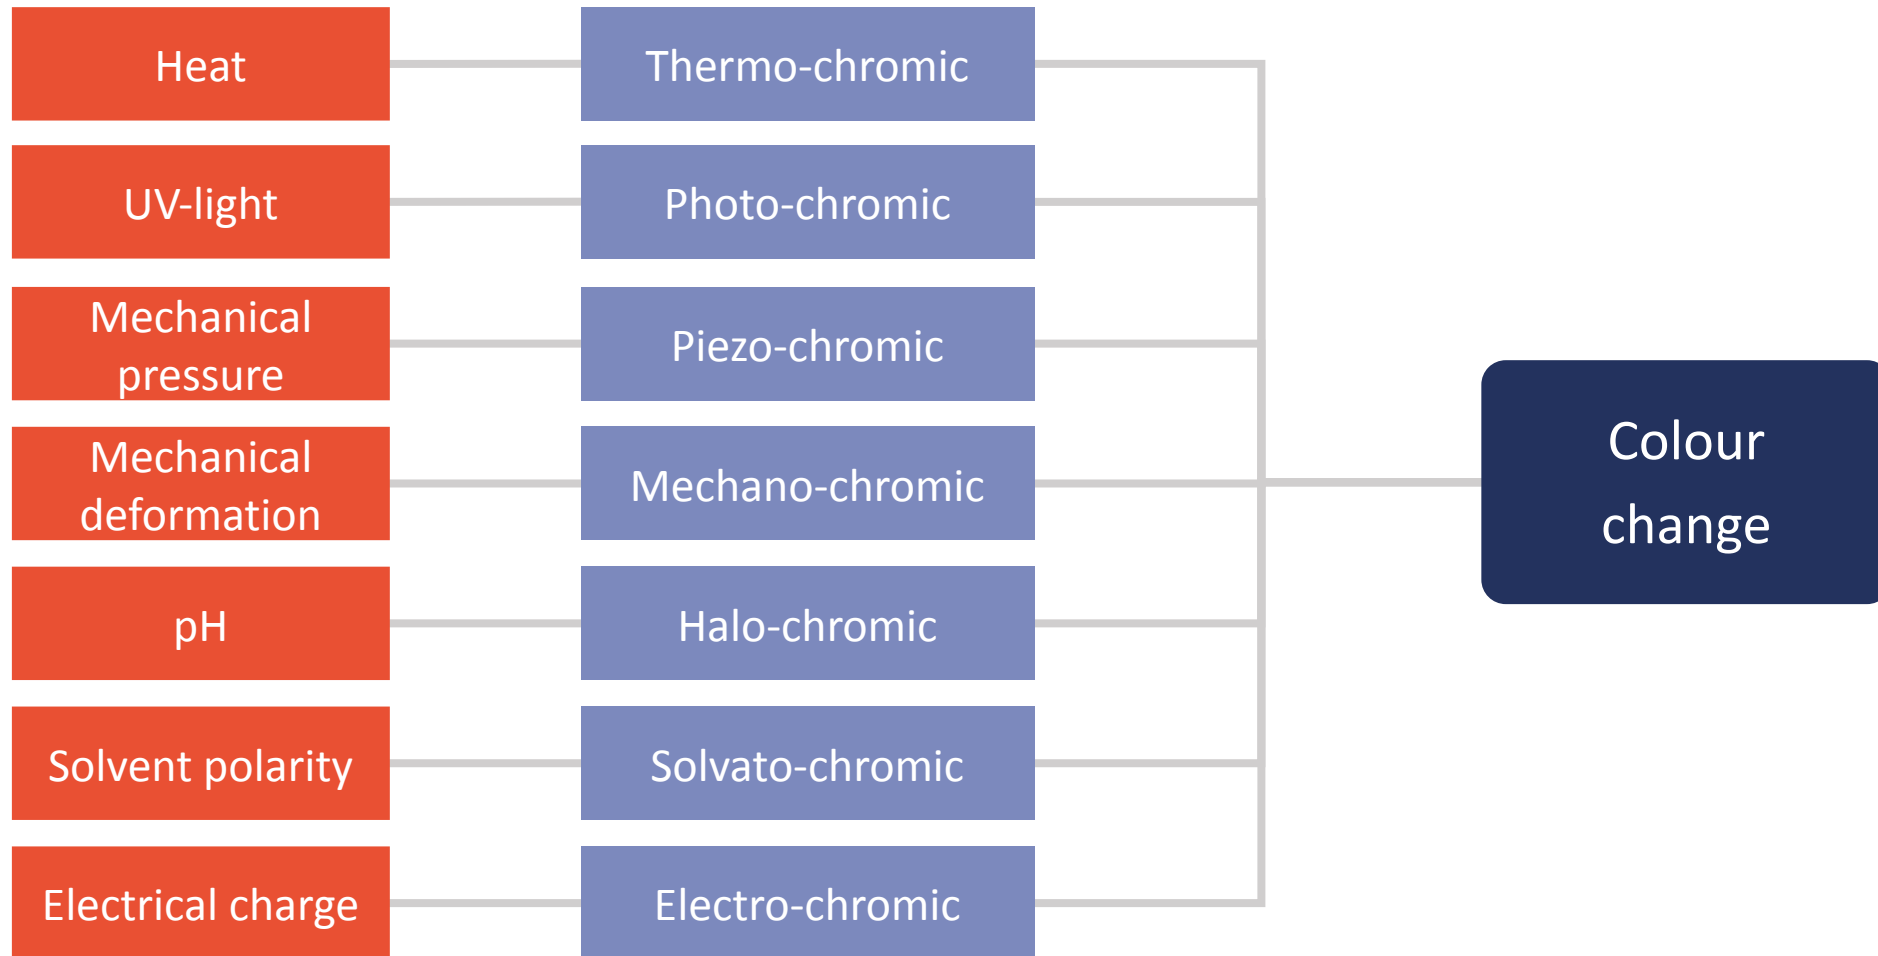 Heat
Thermo-chromic
UV-light
Photo-chromic
Mechanical
pressure
Piezo-chromic
Mechanical
deformation
Mechano-chromic
pH
Halo-chromic
Solvent polarity
Solvato-chromic
Electrical charge
Electro-chromic
Colour
change